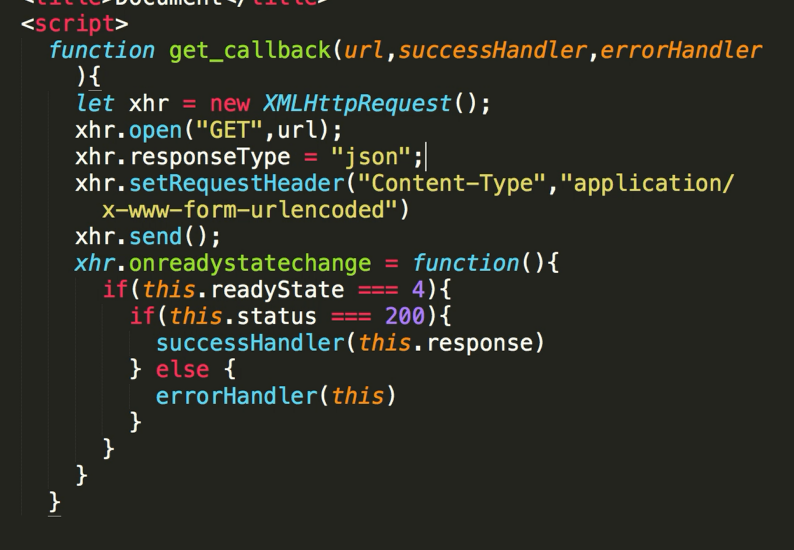 <title>Document</title>
<script>
function get_callback(url,successHandler,errorHandler
){
let xhr = new XMLHttpRequest();
xhr.open("GET",url);
xhr.responseType = "json";
xhr.setRequestHeader("Content-Type","application/
x-www-form-urlencoded")
xhr.send();
xhr.onreadystatechange = function(){
if(this.readyState === 4){
if(this.status === 200){
successHandler(this.response)
} else {
errorHandler(this)
}
}
}
}